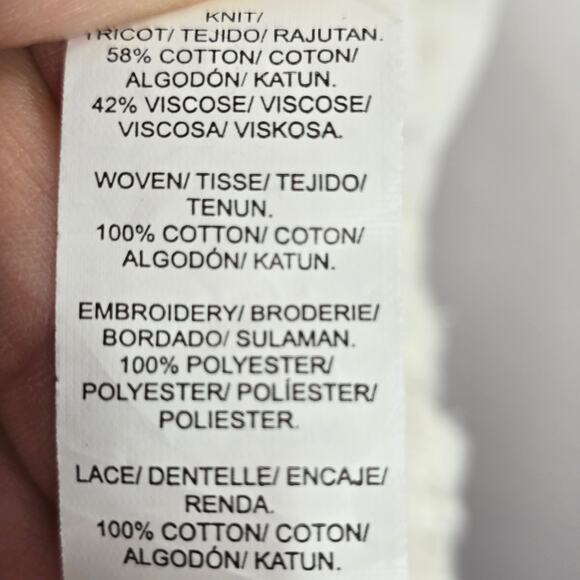 KNIT/
TRICOT/ TEJIDO/ RAJUTAN.
58% COTTON/ COTON/
ALGODÓN/ KATUN.
42% VISCOSE/ VISCOSE/
VISCOSA/ VISKOSA.
WOVEN/ TISSE/ TEJIDO/
TENUN.
100% COTTON/ COTON/
ALGODÓN/ KATUN.
EMBROIDERY/ BRODERIE/
BORDADO/ SULAMAN.
100% POLYESTER/
POLYESTER/ POLÍESTER/
POLIESTER.
LACE/ DENTELLE/ ENCAJE/
RENDA.
100% COTTON/ COTON/
ALGODÓN/ KATUN.